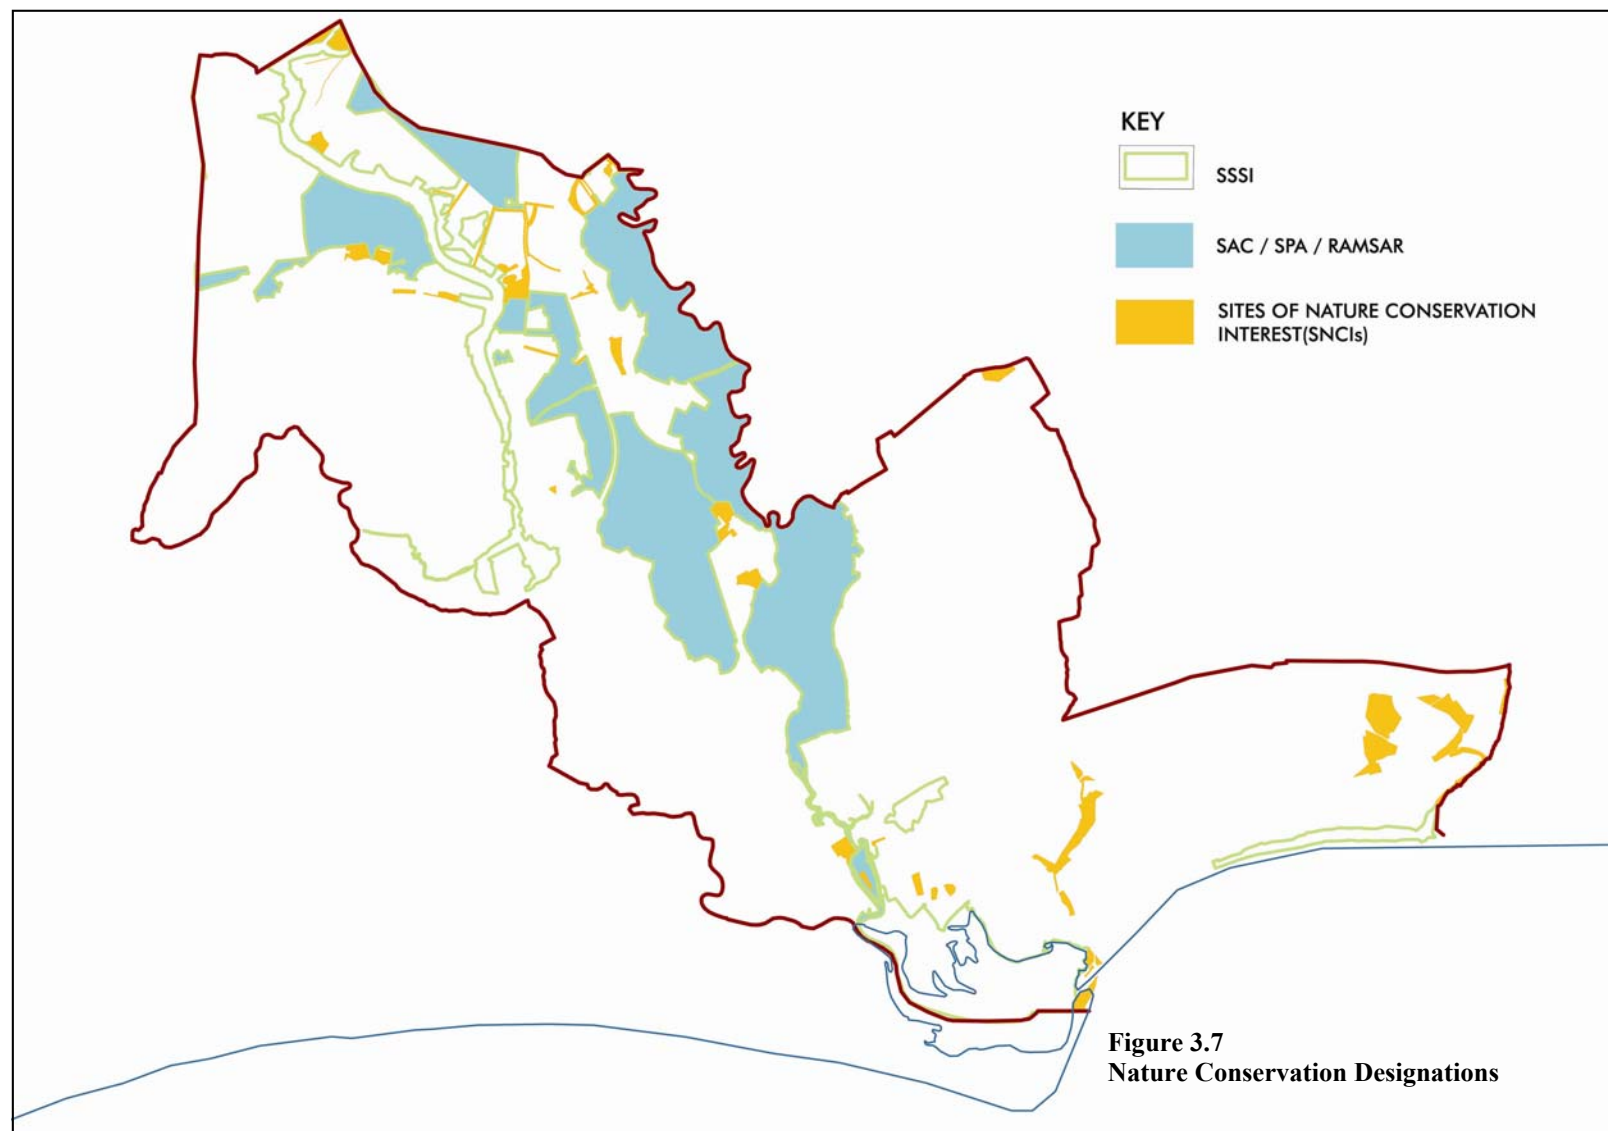 KEY
SSSI
SAC / SPA / RAMSAR
SITES OF NATURE CONSERVATION
INTEREST(SNCIs)
Figure 3.7
Nature Conservation Designations